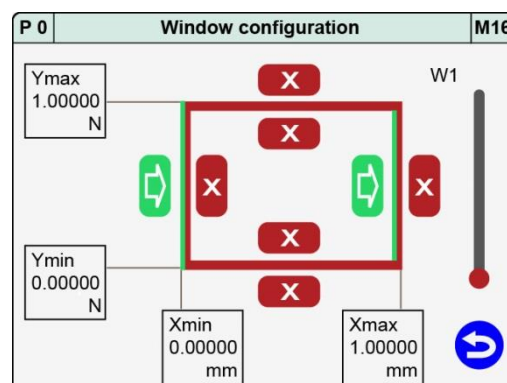 P 0
Window configuration
M16
Ymax
1.00000
N
W1
X
X
X
X
Ymin
0.00000
N
X
X
Xmin
0.00000
mm
Xmax
1.00000
mm